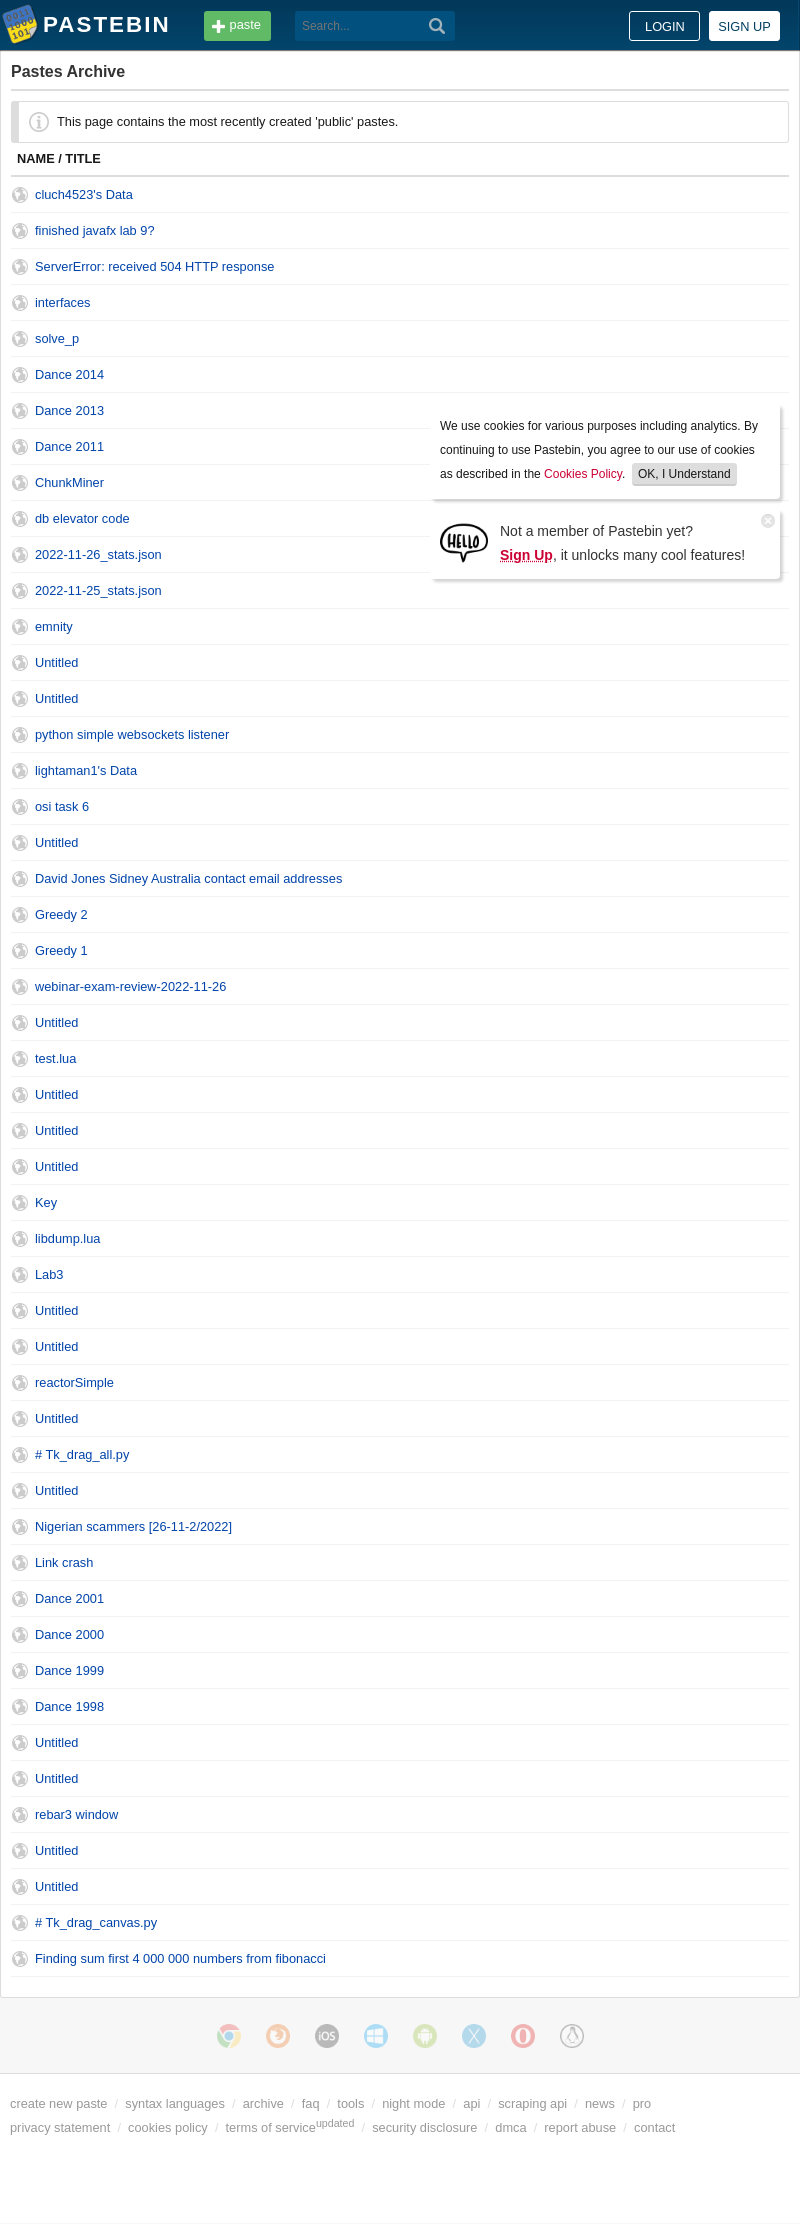 PASTEBIN
paste
Search...
LOGIN
SIGN UP
Pastes Archive
This page contains the most recently created 'public' pastes.
NAME / TITLE
cluch4523's Data
finished javafx lab 9?
ServerError: received 504 HTTP response
interfaces
solve_p
Dance 2014
Dance 2013
Dance 2011
ChunkMiner
db elevator code
2022-11-26_stats.json
2022-11-25_stats.json
We use cookies for various purposes including analytics. By
continuing to use Pastebin, you agree to our use of cookies
as described in the Cookies Policy. OK, I Understand
HELLO
Not a member of Pastebin yet?
Sign Up, it unlocks many cool features!
emnity
Untitled
Untitled
python simple websockets listener
lightaman1's Data
osi task 6
Untitled
David Jones Sidney Australia contact email addresses
Greedy 2
Greedy 1
webinar-exam-review-2022-11-26
Untitled
test.lua
Untitled
Untitled
Untitled
Key
libdump.lua
Lab3
Untitled
Untitled
reactorSimple
Untitled
# Tk_drag_all.py
Untitled
Nigerian scammers [26-11-2/2022]
Link crash
Dance 2001
Dance 2000
Dance 1999
Dance 1998
Untitled
Untitled
rebar3 window
Untitled
Untitled
# Tk_drag_canvas.py
Finding sum first 4 000 000 numbers from fibonacci
iOS
create new paste / syntax languages / archive / faq / tools / night mode / api / scraping api / news / pro
privacy statement / cookies policy / terms of serviceupdated / security disclosure / dmca / report abuse / contact